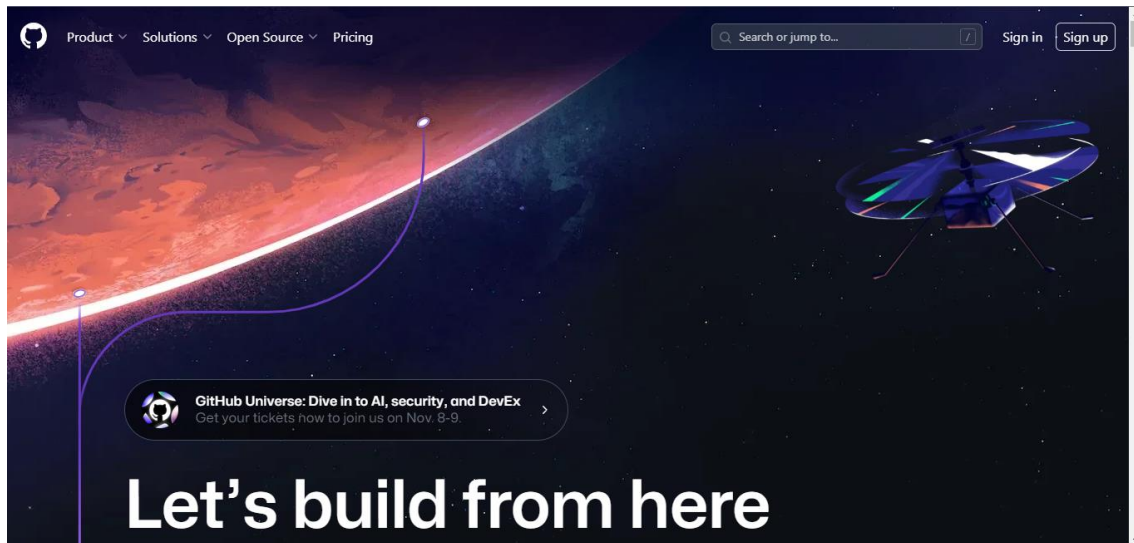 Product Solutions Open Source Pricing Search or jump to... / Sign in Sign up
GitHub Universe: Dive in to AI, security, and DevEx
Get your tickets now to join us on Nov. 8-9.
Let's build from here